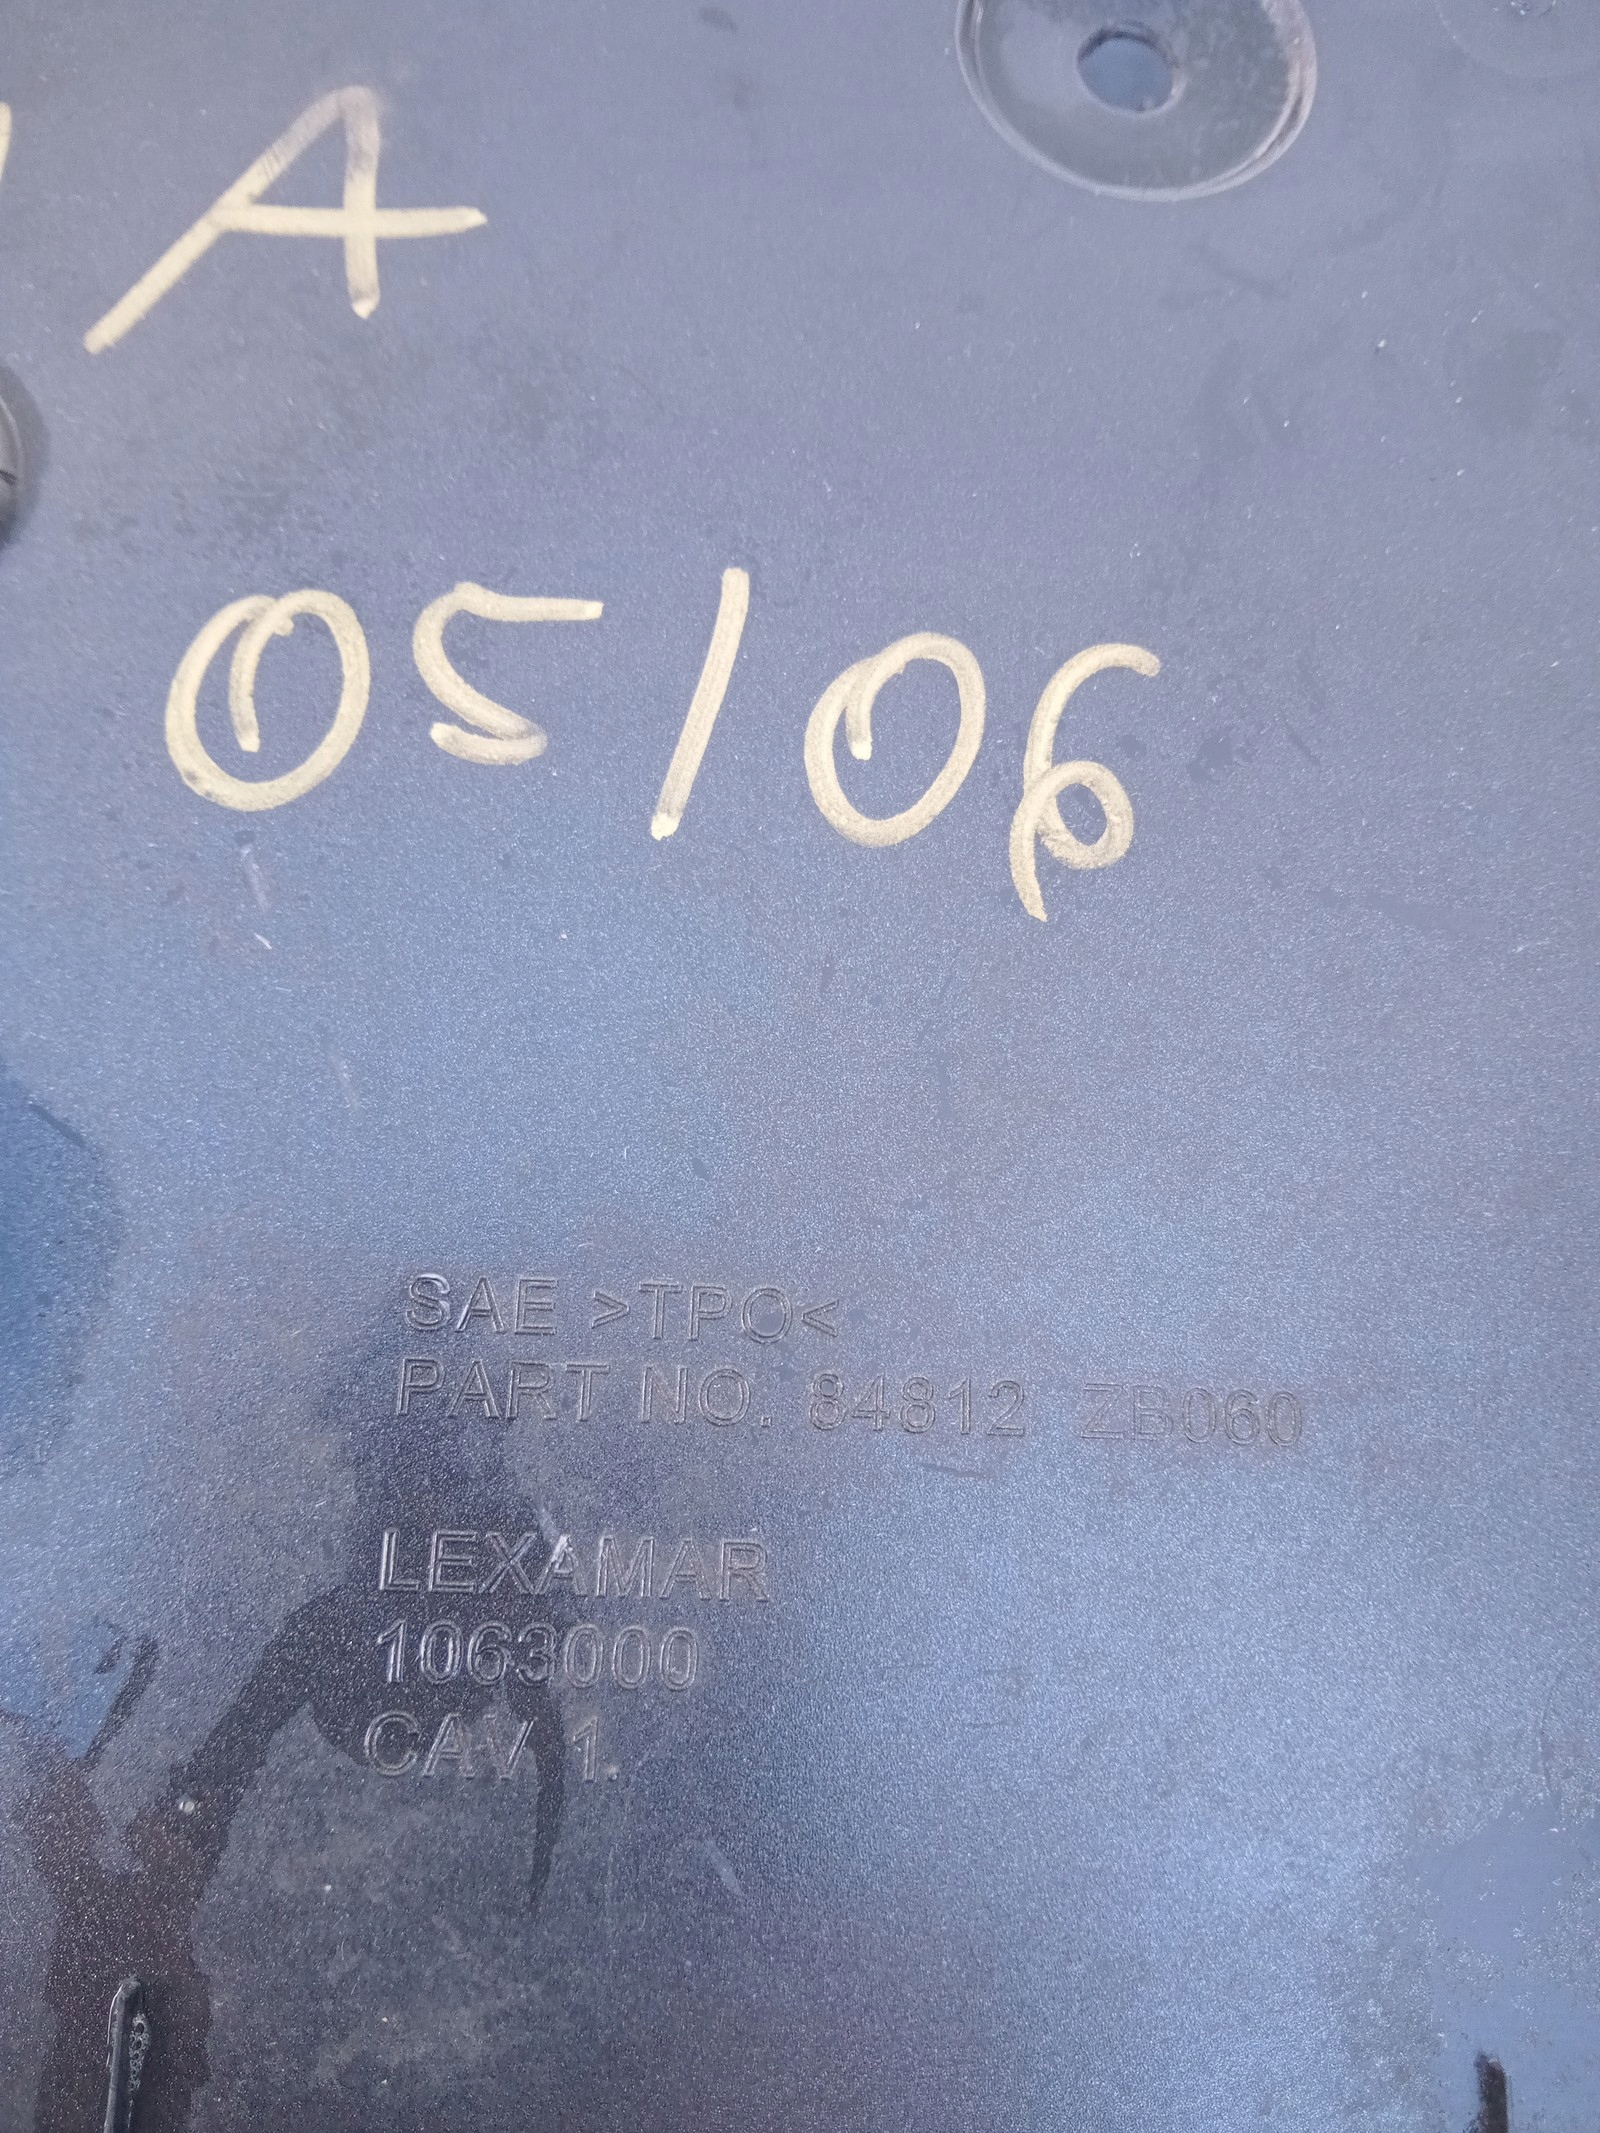 A
05/06
SAE >TPO<
PART NO. 84812 ZB060
LEXAMAR
1063000
CAV 1.